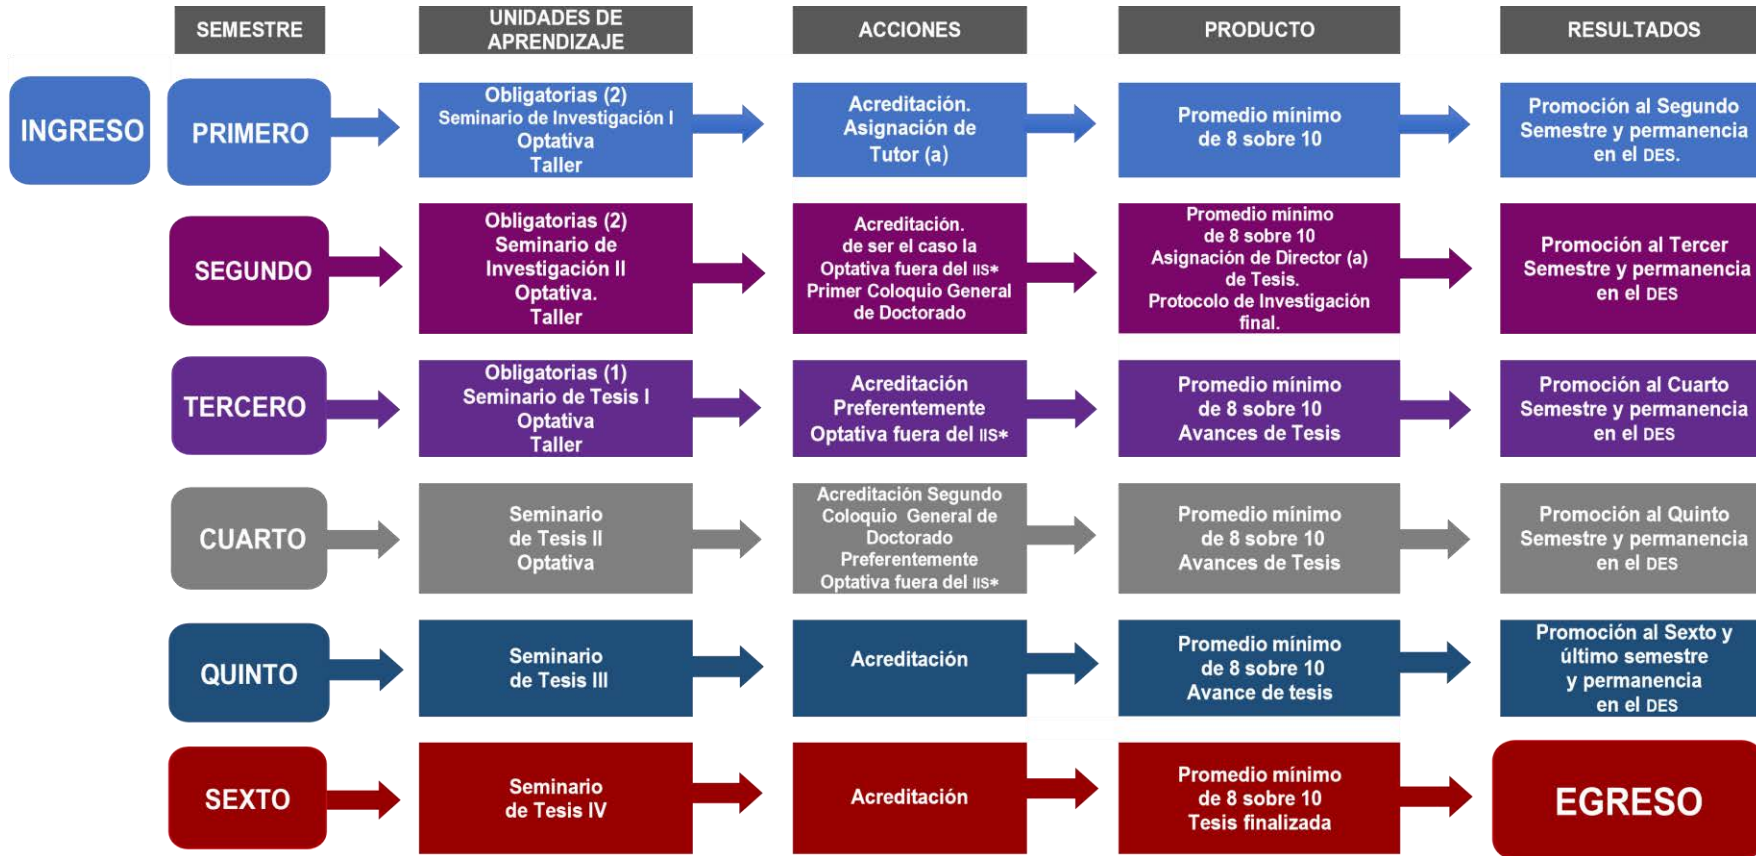 SEMESTRE
UNIDADES DE
APRENDIZAJE
ACCIONES
PRODUCTO
RESULTADOS
INGRESO
PRIMERO
Obligatorias (2)
Seminario de Investigación I
Optativa
Taller
Acreditación.
Asignación de
Tutor (a)
Promedio mínimo
de 8 sobre 10
Promoción al Segundo
Semestre y permanencia
en el DES.
SEGUNDO
Obligatorias (2)
Seminario de
Investigación II
Optativa.
Taller
Acreditación.
de ser el caso la
Optativa fuera del IIS*
Primer Coloquio General
de Doctorado
Promedio mínimo
de 8 sobre 10
Asignación de Director (a)
de Tesis.
Protocolo de Investigación
final.
Promoción al Tercer
Semestre y permanencia
en el DES
TERCERO
Obligatorias (1)
Seminario de Tesis I
Optativa
Taller
Acreditación
Preferentemente
Optativa fuera del IIS*
Promedio mínimo
de 8 sobre 10
Avances de Tesis
Promoción al Cuarto
Semestre y permanencia
en el DES
CUARTO
Seminario
de Tesis II
Optativa
Acreditación Segundo
Coloquio General de
Doctorado
Preferentemente
Optativa fuera del IIS*
Promedio mínimo
de 8 sobre 10
Avances de Tesis
Promoción al Quinto
Semestre y permanencia
en el DES
QUINTO
Seminario
de Tesis III
Acreditación
Promedio mínimo
de 8 sobre 10
Avance de tesis
Promoción al Sexto y
último semestre
y permanencia
en el DES
SEXTO
Seminario
de Tesis IV
Acreditación
Promedio mínimo
de 8 sobre 10
Tesis finalizada
EGRESO